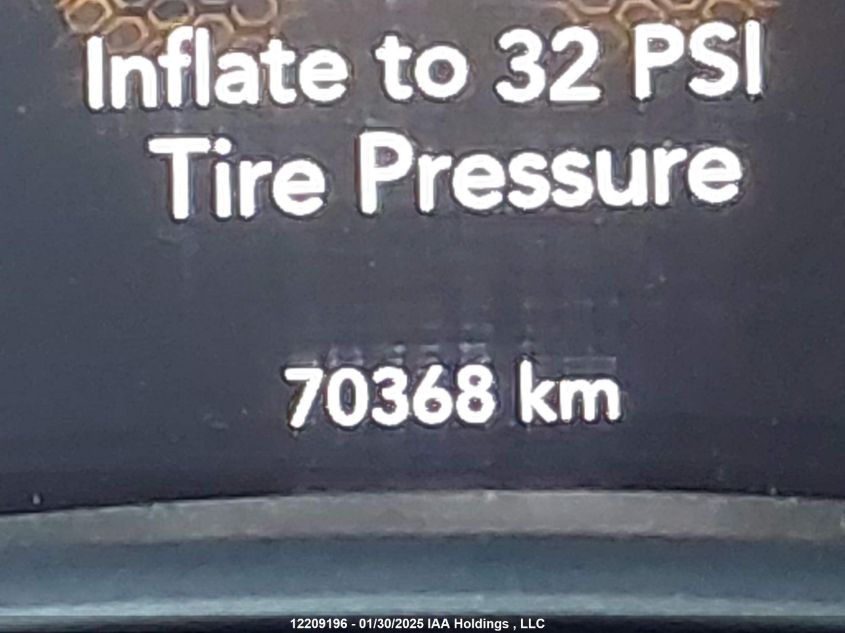 Inflate to 32 PSI
Tire Pressure
70368 km
12209196 - 01/30/2025 IAA Holdings , LLC